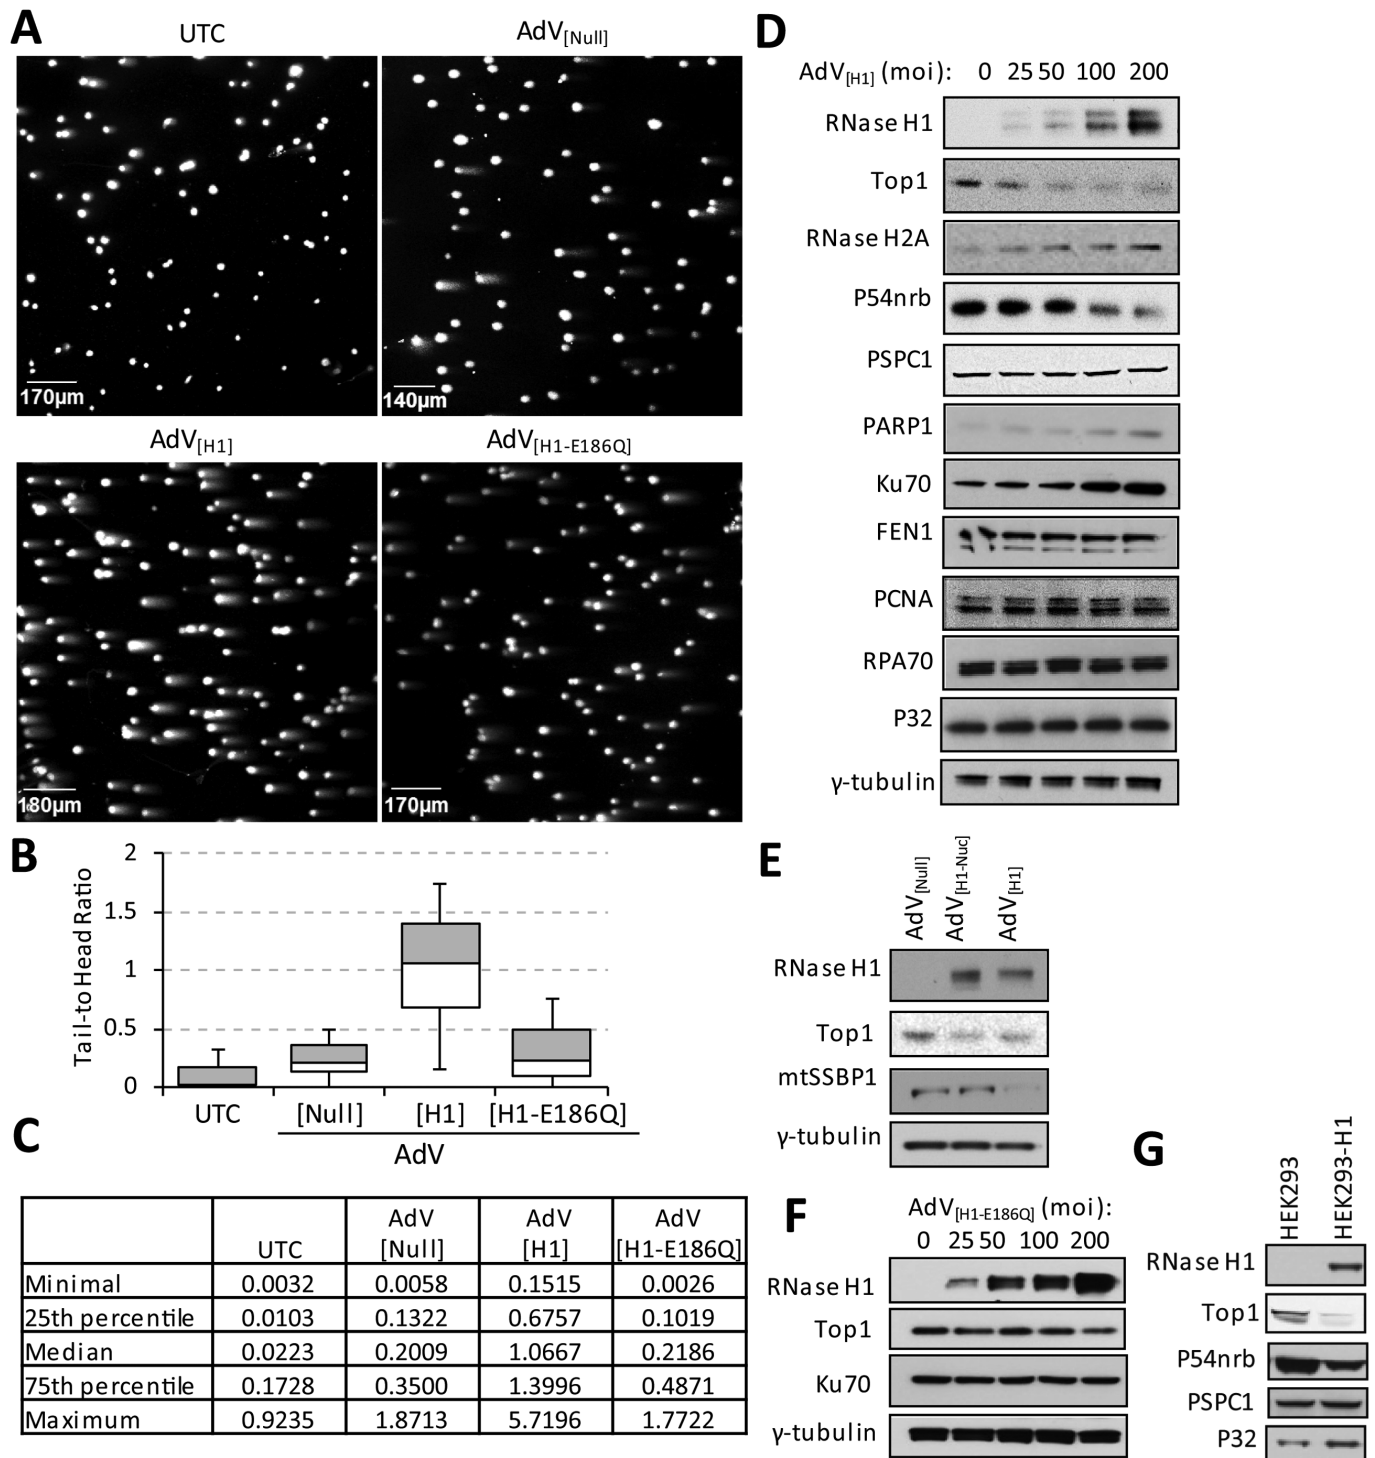 A
UTC
AdV[Null]
170µm
140µm
AdV[H1]
AdV[H1-E186Q]
180µm
170µm
B
Tail-to Head Ratio
2
1.5
1
0.5
0
UTC [Null] [H1] [H1-E186Q]
AdV
C
UTC AdV [Null] AdV [H1] AdV [H1-E186Q]
Minimal 0.0032 0.0058 0.1515 0.0026
25th percentile 0.0103 0.1322 0.6757 0.1019
Median 0.0223 0.2009 1.0667 0.2186
75th percentile 0.1728 0.3500 1.3996 0.4871
Maximum 0.9235 1.8713 5.7196 1.7722
D
AdV[H1] (moi): 0 25 50 100 200
RNase H1
Top1
RNase H2A
P54nrb
PSPC1
PARP1
Ku70
FEN1
PCNA
RPA70
P32
γ-tubulin
E
AdV[Null] AdV[H1-Nuc] AdV[H1]
RNase H1
Top1
mtSSBP1
γ-tubulin
F
AdV[H1-E186Q] (moi):
0 25 50 100 200
RNase H1
Top1
Ku70
γ-tubulin
G
HEK293 HEK293-H1
RNase H1
Top1
P54nrb
PSPC1
P32